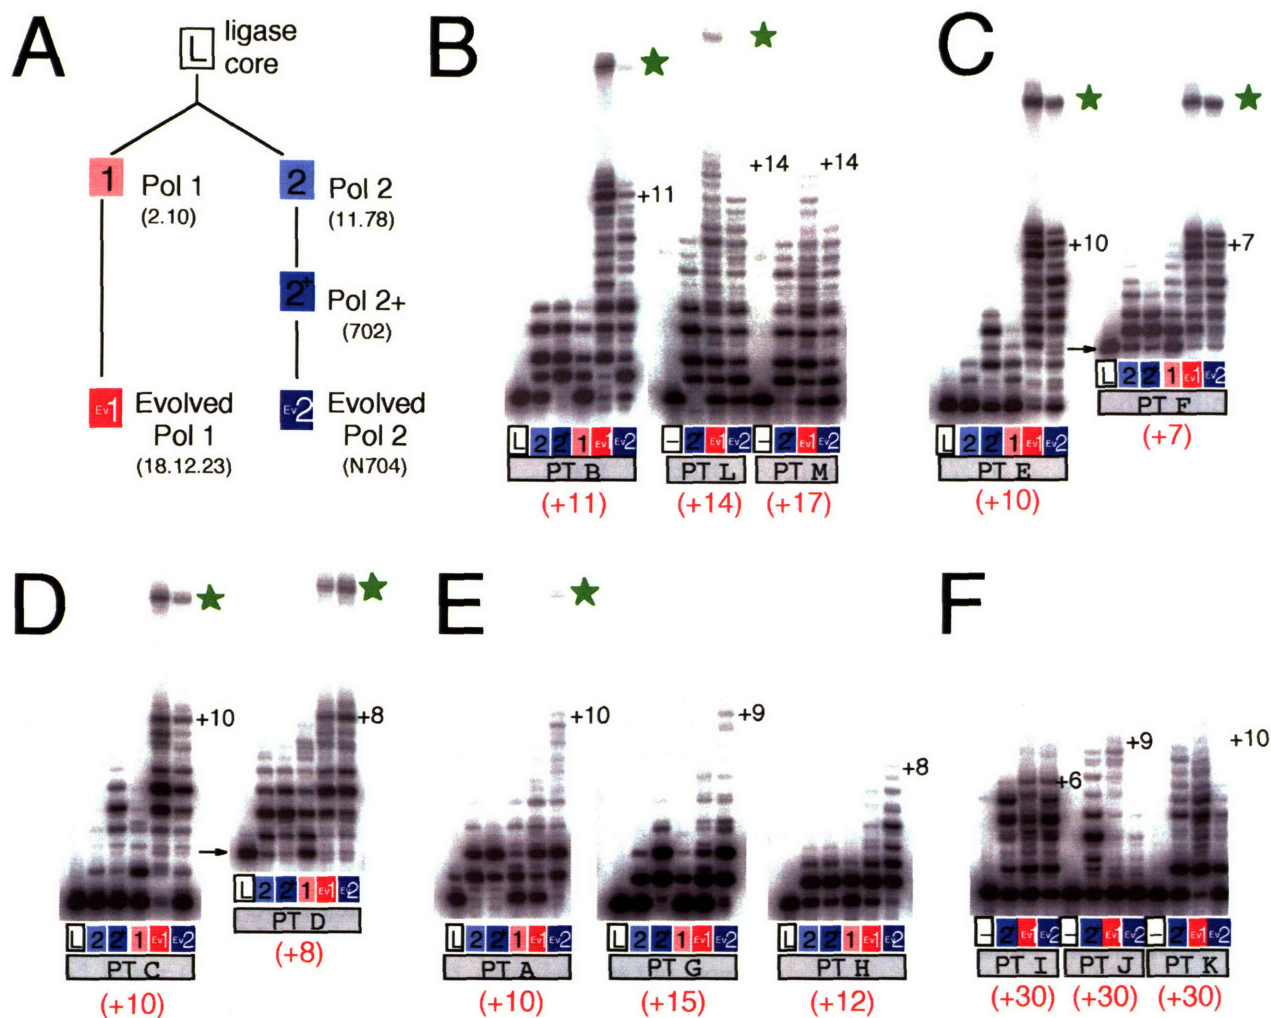 A
L ligase
core
1 Pol 1
(2.10)
2 Pol 2
(11.78)
2+ Pol 2+
(702)
Ev1 Evolved
Pol 1
(18.12.23)
Ev2 Evolved
Pol 2
(N704)
B
+11
+14
+14
L 2 2+ 1 Ev1 Ev2
PT B
(+11)
– 2+ Ev1 Ev2
PT L
(+14)
– 2+ Ev1 Ev2
PT M
(+17)
C
+10
+7
L 2 2+ 1 Ev1 Ev2
PT E
(+10)
L 2 2+ 1 Ev1 Ev2
PT F
(+7)
D
+10
+8
L 2 2+ 1 Ev1 Ev2
PT C
(+10)
L 2 2+ 1 Ev1 Ev2
PT D
(+8)
E
+10
+9
+8
L 2 2+ 1 Ev1 Ev2
PT A
(+10)
L 2 2+ 1 Ev1 Ev2
PT G
(+15)
L 2 2+ 1 Ev1 Ev2
PT H
(+12)
F
+6
+9
+10
– 2+ Ev1 Ev2
PT I
(+30)
– 2+ Ev1 Ev2
PT J
(+30)
– 2+ Ev1 Ev2
PT K
(+30)